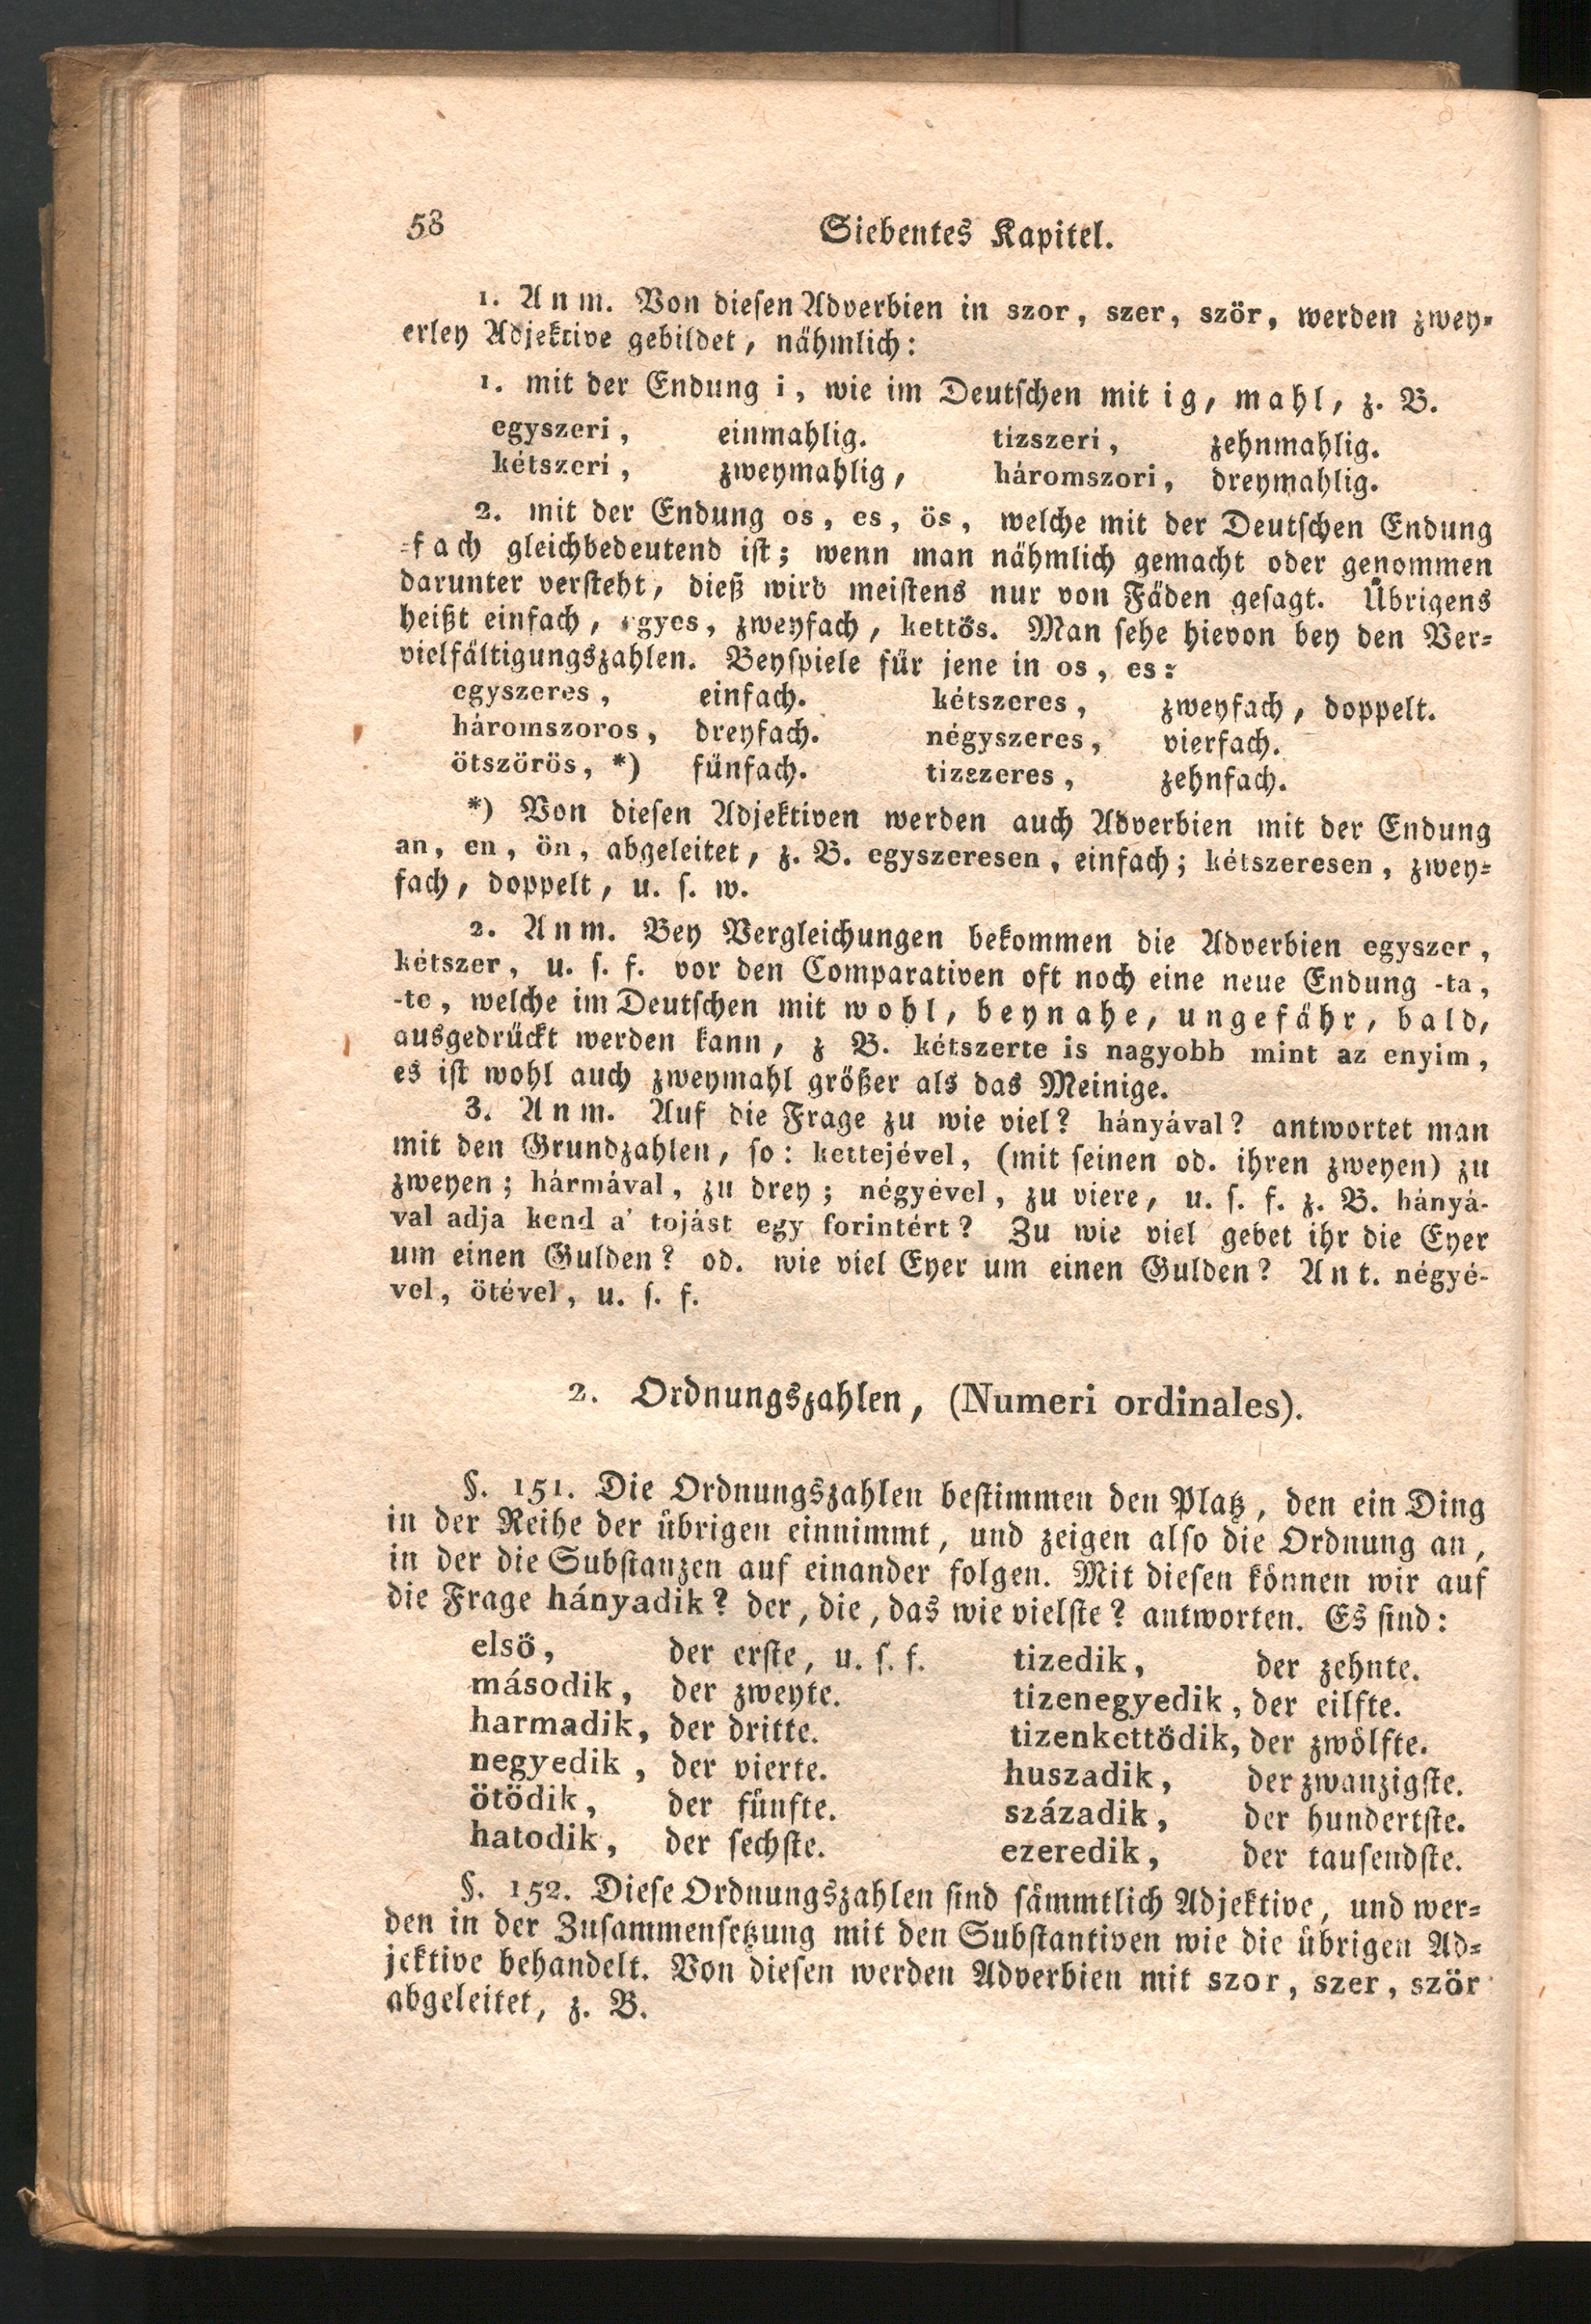 58
Siebentes Kapitel.
1. Anm. Von diesen Adverbien in szor, szer, ször, werden zwey-
erley Adjektive gebildet, nähmlich:
1. mit der Endung i, wie im Deutschen mit ig, mahl, z. B.
egyszeri, einmahlig. tizszeri, zehnmahlig.
kétszeri, zweymahlig, háromszori, dreymahlig.
2. mit der Endung os, es, ös, welche mit der Deutschen Endung
-fach gleichbedeutend ist; wenn man nähmlich gemacht oder genommen
darunter versteht, dieß wird meistens nur von Fäden gesagt. Übrigens
heißt einfach, egyes, zweyfach, kettős. Man sehe hievon bey den Ver-
vielfältigungszahlen. Beyspiele für jene in os, es:
egyszeres, einfach. kétszeres, zweyfach, doppelt.
háromszoros, dreyfach. négyszeres, vierfach.
ötszörös, *) fünfach. tizszeres, zehnfach.
*) Von diesen Adjektiven werden auch Adverbien mit der Endung
an, en, ön, abgeleitet, z. B. egyszeresen, einfach; kétszeresen, zwey-
fach, doppelt, u. s. w.
2. Anm. Bey Vergleichungen bekommen die Adverbien egyszer,
kétszer, u. s. f. vor den Comparativen oft noch eine neue Endung -ta,
-te, welche im Deutschen mit wohl, beynahe, ungefähr, bald,
ausgedrückt werden kann, z B. kétszerte is nagyobb mint az enyim,
es ist wohl auch zweymahl größer als das Meinige.
3. Anm. Auf die Frage zu wie viel? hányával? antwortet man
mit den Grundzahlen, so: kettejével, (mit seinen od. ihren zweyen) zu
zweyen; hármával, zu drey; négyével, zu viere, u. s. f. z. B. hányá-
val adja kend a' tojást egy forintért? Zu wie viel gebet ihr die Eyer
um einen Gulden? od. wie viel Eyer um einen Gulden? Ant. négyé-
vel, ötével, u. s. f.
2. Ordnungszahlen, (Numeri ordinales).
§. 151. Die Ordnungszahlen bestimmen den Platz, den ein Ding
in der Reihe der übrigen einnimmt, und zeigen also die Ordnung an,
in der die Substanzen auf einander folgen. Mit diesen können wir auf
die Frage hányadik? der, die, das wie vielste? antworten. Es sind:
első, der erste, u. s. f. tizedik, der zehnte.
második, der zweyte. tizenegyedik, der eilfte.
harmadik, der dritte. tizenkettődik, der zwölfte.
negyedik, der vierte. huszadik, der zwanzigste.
ötödik, der fünfte. századik, der hundertste.
hatodik, der sechste. ezeredik, der tausendste.
§. 152. Diese Ordnungszahlen sind sämmtlich Adjektive, und wer-
den in der Zusammensetzung mit den Substantiven wie die übrigen Ad-
jektive behandelt. Von diesen werden Adverbien mit szor, szer, ször
abgeleitet, z. B.